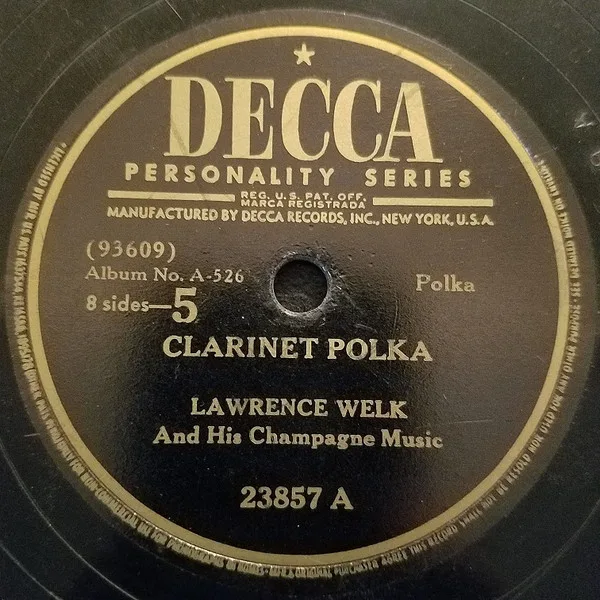 DECCA
PERSONALITY SERIES
REG. U.S. PAT. OFF.
MARCA REGISTRADA
MANUFACTURED BY DECCA RECORDS, INC., NEW YORK, U.S.A.
(93609)
Album No. A-526
Polka
8 sides—5
CLARINET POLKA
LAWRENCE WELK
And His Champagne Music
23857 A